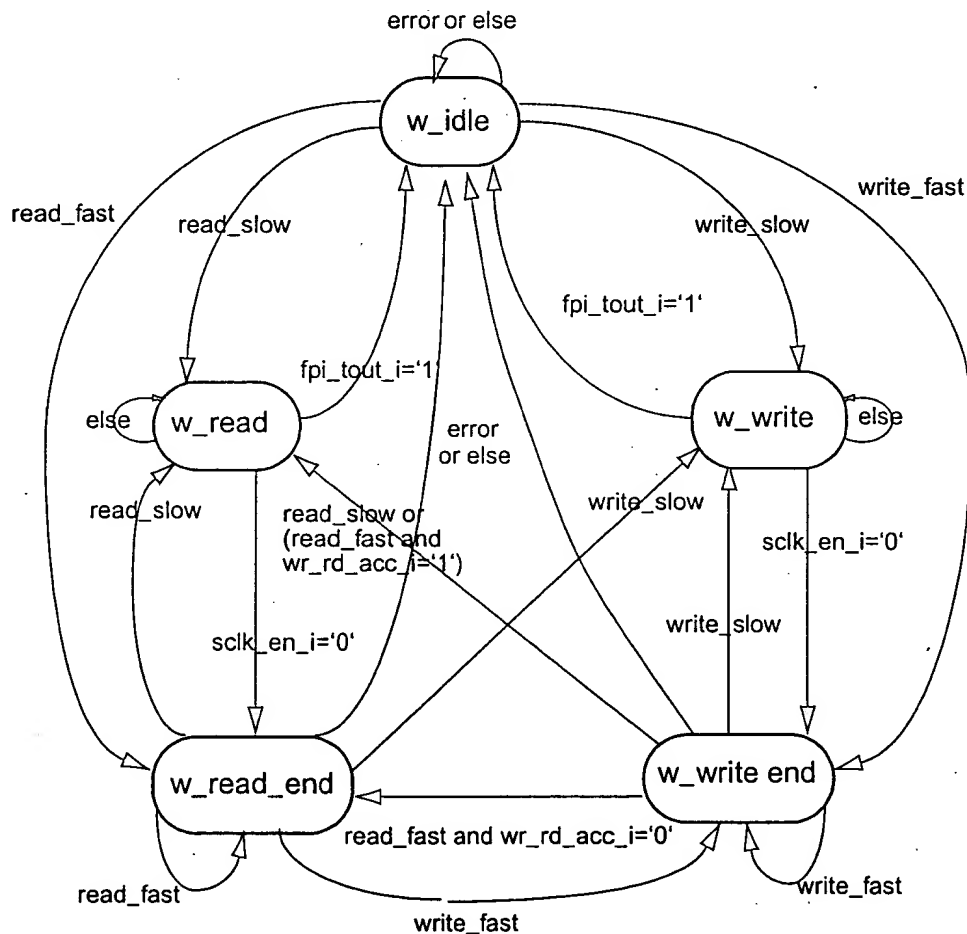 error or else
w_idle
read_fast
write_fast
read_slow
write_slow
fpi_tout_i=‘1‘
fpi_tout_i=‘1‘
else
w_read
w_write
else
error
or else
read_slow
write_slow
read_slow or
(read_fast and
wr_rd_acc_i=‘1‘)
sclk_en_i=‘0‘
write_slow
sclk_en_i=‘0‘
w_read_end
w_write end
read_fast and wr_rd_acc_i=‘0‘
read_fast
write_fast
write_fast